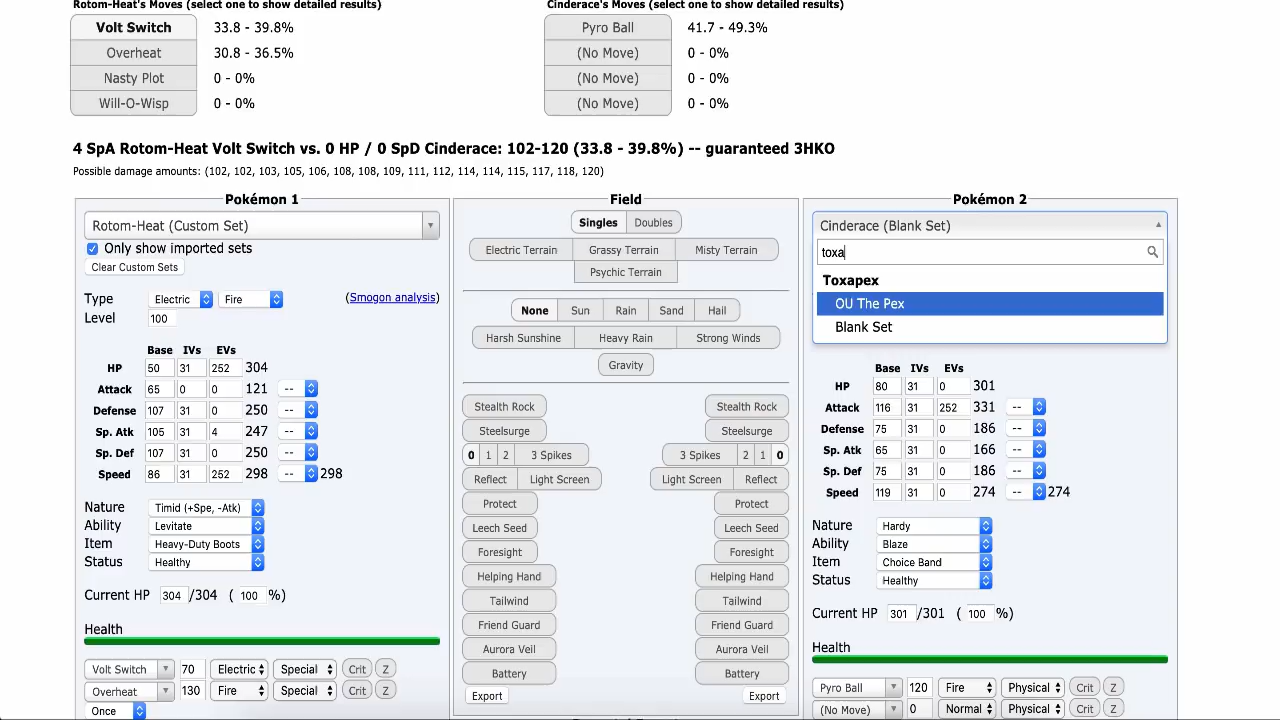 Rotom-Heat's Moves (select one to show detailed results)
Volt Switch 33.8 - 39.8%
Overheat 30.8 - 36.5%
Nasty Plot 0 - 0%
Will-O-Wisp 0 - 0%
Cinderace's Moves (select one to show detailed results)
Pyro Ball 41.7 - 49.3%
(No Move) 0 - 0%
(No Move) 0 - 0%
(No Move) 0 - 0%
4 SpA Rotom-Heat Volt Switch vs. 0 HP / 0 SpD Cinderace: 102-120 (33.8 - 39.8%) -- guaranteed 3HKO
Possible damage amounts: (102, 102, 103, 105, 106, 108, 108, 109, 111, 112, 114, 114, 115, 117, 118, 120)
Pokémon 1
Rotom-Heat (Custom Set)
Only show imported sets
Clear Custom Sets
Type Electric Fire (Smogon analysis)
Level 100
Base IVs EVs
HP 50 31 252 304
Attack 65 0 0 121 --
Defense 107 31 0 250 --
Sp. Atk 105 31 4 247 --
Sp. Def 107 31 0 250 --
Speed 86 31 252 298 -- 298
Nature Timid (+Spe, -Atk)
Ability Levitate
Item Heavy-Duty Boots
Status Healthy
Current HP 304 /304 ( 100 %)
Health
Volt Switch 70 Electric Special Crit Z
Overheat 130 Fire Special Crit Z
Once
Field
Singles Doubles
Electric Terrain Grassy Terrain Misty Terrain
Psychic Terrain
None Sun Rain Sand Hail
Harsh Sunshine Heavy Rain Strong Winds
Gravity
Stealth Rock Stealth Rock
Steelsurge Steelsurge
0 1 2 3 Spikes 3 Spikes 2 1 0
Reflect Light Screen Light Screen Reflect
Protect Protect
Leech Seed Leech Seed
Foresight Foresight
Helping Hand Helping Hand
Tailwind Tailwind
Friend Guard Friend Guard
Aurora Veil Aurora Veil
Battery Battery
Export Export
Pokémon 2
Cinderace (Blank Set)
toxa
Toxapex
OU The Pex
Blank Set
Base IVs EVs
HP 80 31 0 301
Attack 116 31 252 331 --
Defense 75 31 0 186 --
Sp. Atk 65 31 0 166 --
Sp. Def 75 31 0 186 --
Speed 119 31 0 274 -- 274
Nature Hardy
Ability Blaze
Item Choice Band
Status Healthy
Current HP 301 /301 ( 100 %)
Health
Pyro Ball 120 Fire Physical Crit Z
(No Move) 0 Normal Physical Crit Z